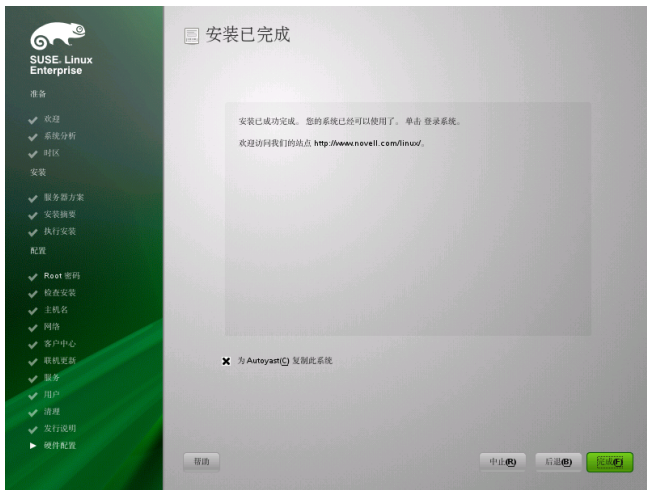 SUSE. Linux
Enterprise
准备
欢迎
系统分析
时区
安装
服务器方案
安装摘要
执行安装
配置
Root 密码
检查安装
主机名
网络
客户中心
联机更新
服务
用户
清理
发行说明
硬件配置
安装已完成
安装已成功完成。 您的系统已经可以使用了。 单击 登录系统。
欢迎访问我们的站点 http://www.novell.com/linux/。
为 Autoyast(C) 复制此系统
帮助
中止(R)
后退(B)
完成(F)